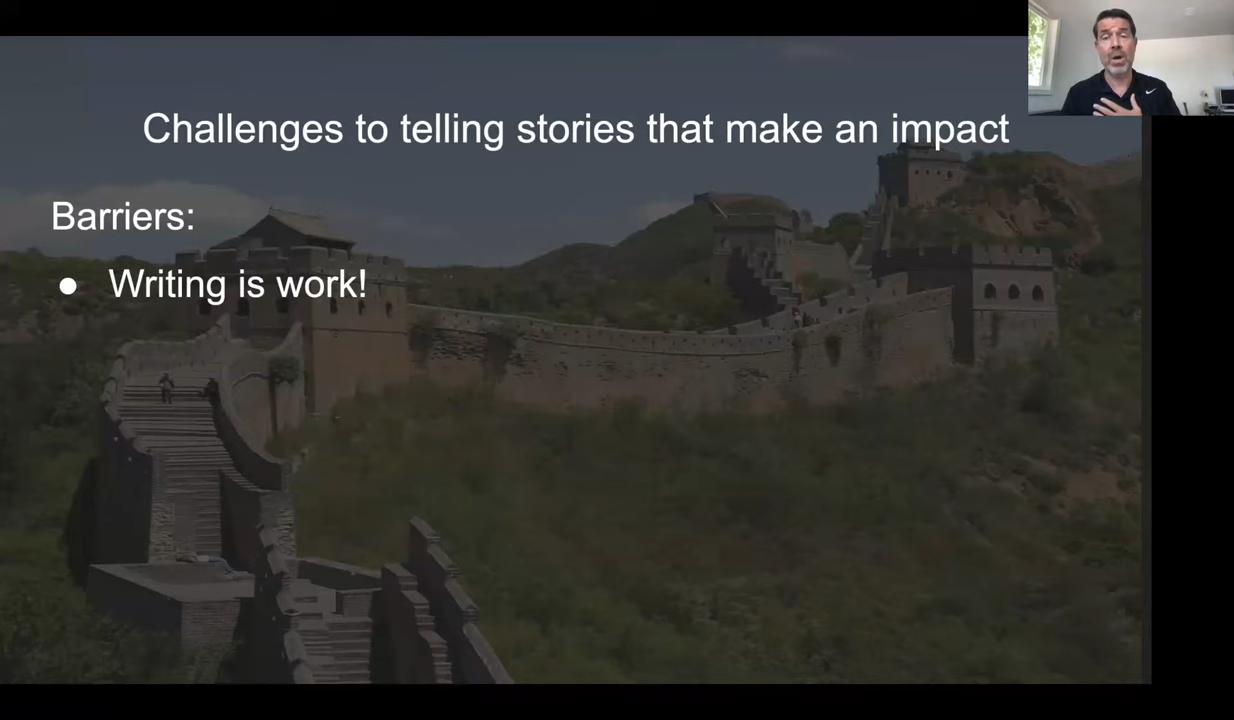 Challenges to telling stories that make an impact
Barriers:
● Writing is work!